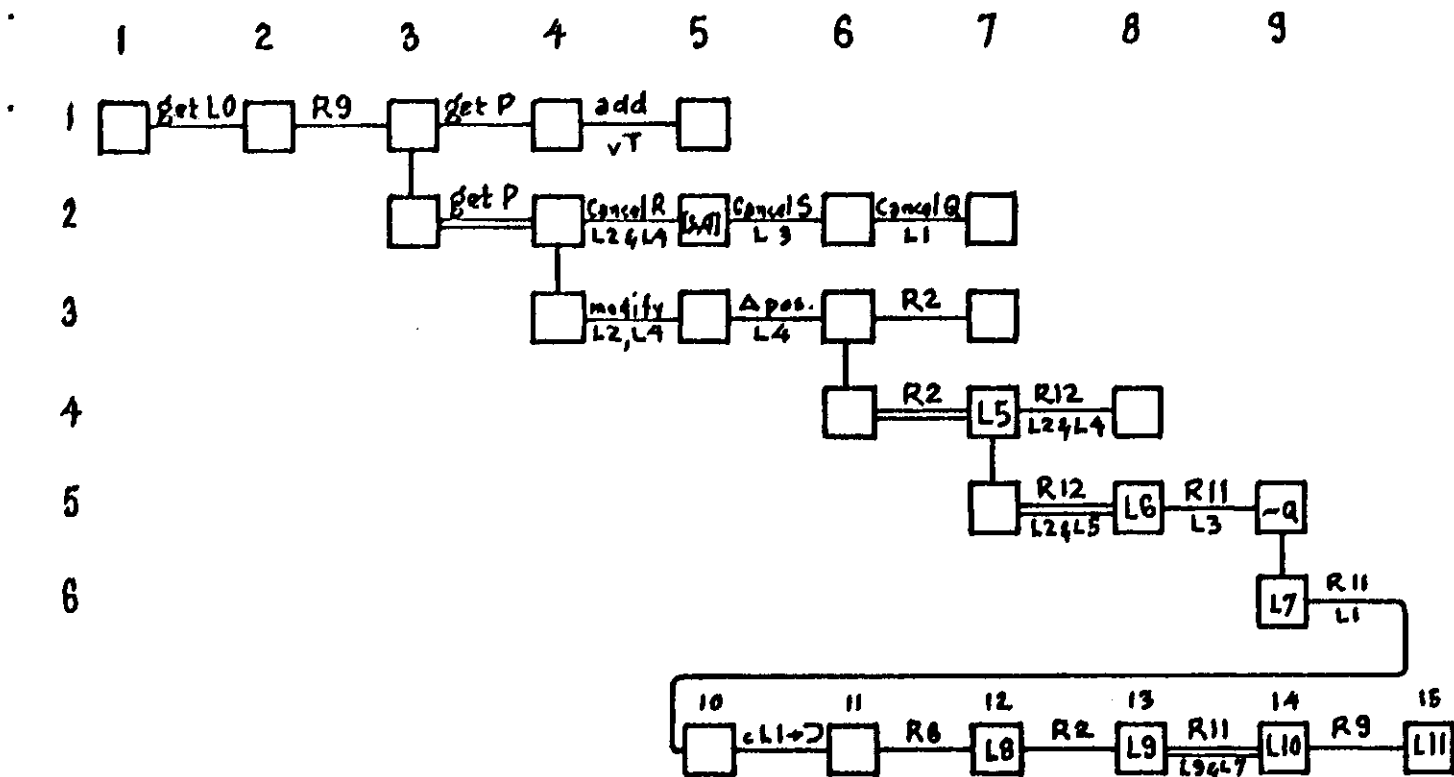 1 2 3 4 5 6 7 8 9
1 get L0 R9 get P add
vT
2 get P Cancel R Cancel S Cancel Q
L2&L4 L3 L1
3 modify Δ pos. R2
L2,L4 L4
4 R2 L5 R12
L2&L4
5 R12 L6 R11 ~Q
L2&L5 L3
6 L7 R11
L1
10 11 12 13 14 15
cL1→⊃ R8 L8 R2 L9 R11 L10 R9 L11
L9&L7